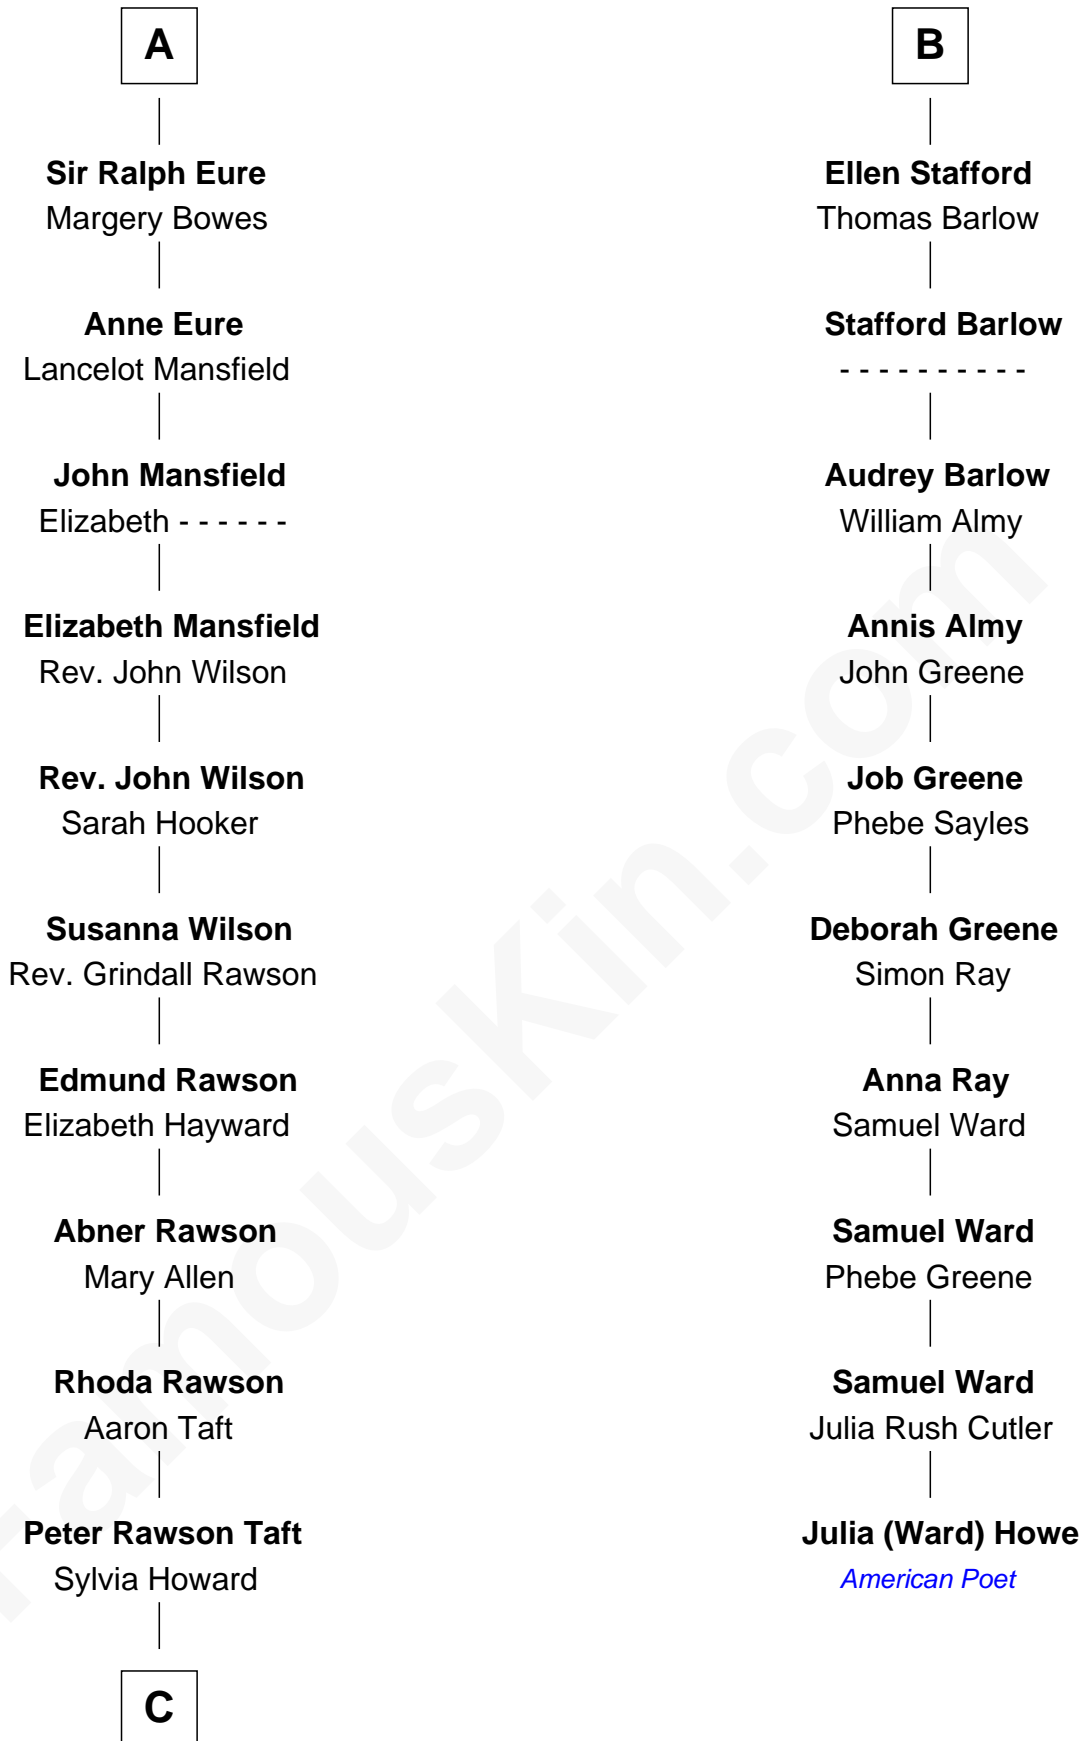 A
Sir Ralph Eure
Margery Bowes
Anne Eure
Lancelot Mansfield
John Mansfield
Elizabeth - - - - - -
Elizabeth Mansfield
Rev. John Wilson
Rev. John Wilson
Sarah Hooker
Susanna Wilson
Rev. Grindall Rawson
Edmund Rawson
Elizabeth Hayward
Abner Rawson
Mary Allen
Rhoda Rawson
Aaron Taft
Peter Rawson Taft
Sylvia Howard
C
B
Ellen Stafford
Thomas Barlow
Stafford Barlow
- - - - - - - - - -
Audrey Barlow
William Almy
Annis Almy
John Greene
Job Greene
Phebe Sayles
Deborah Greene
Simon Ray
Anna Ray
Samuel Ward
Samuel Ward
Phebe Greene
Samuel Ward
Julia Rush Cutler
Julia (Ward) Howe
American Poet
FamousKin.com